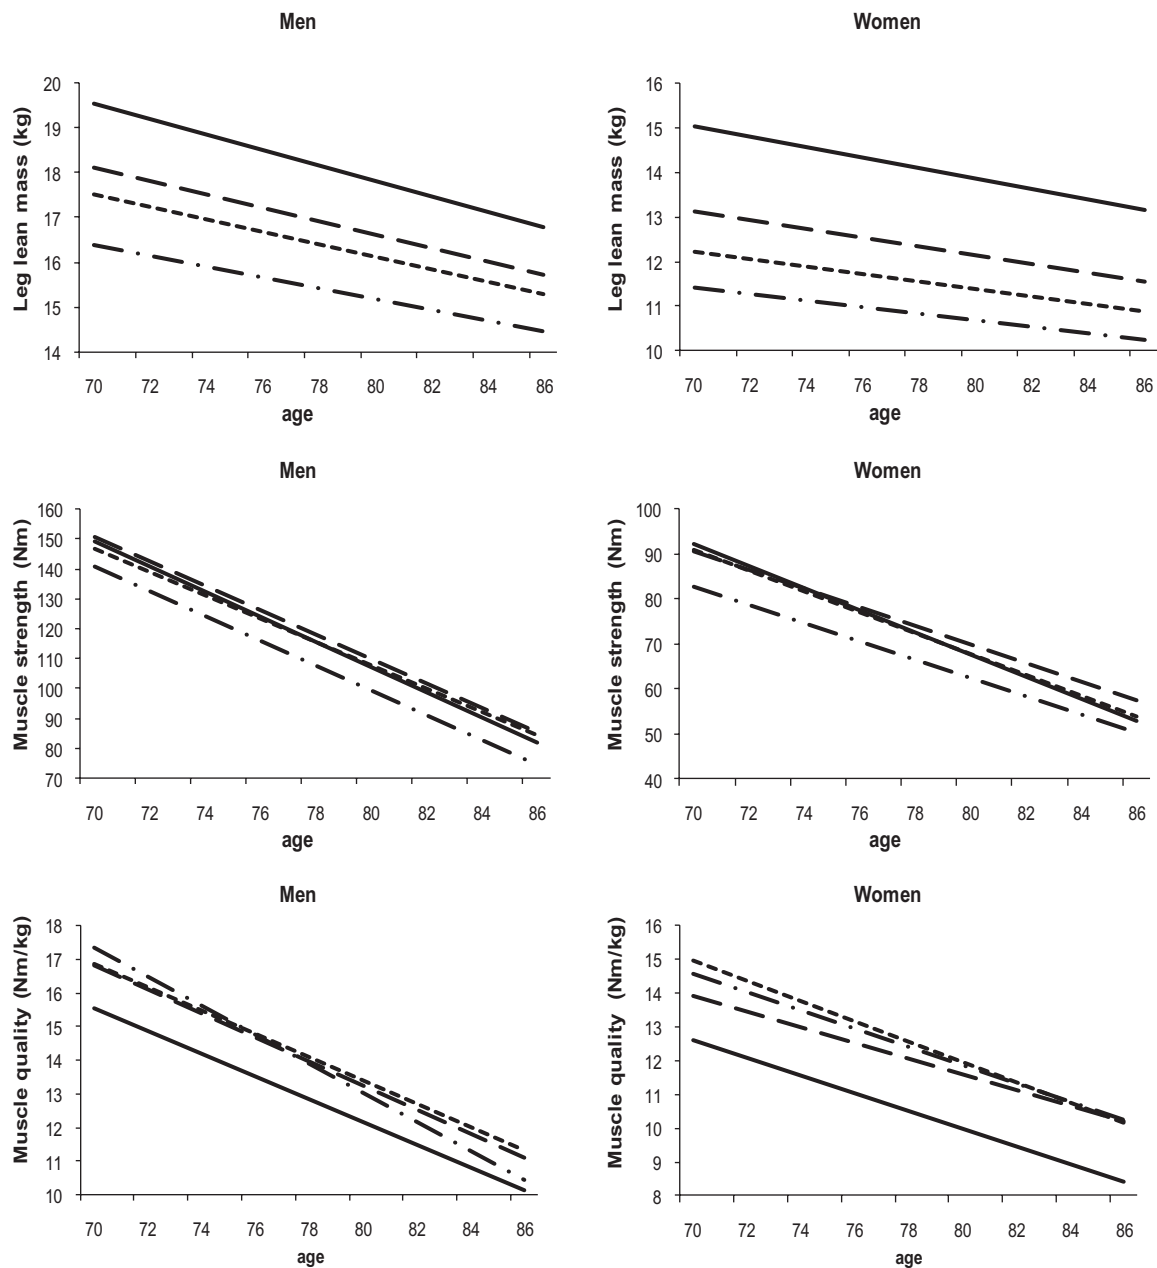 Men
Women
Leg lean mass (kg)
20
19
18
17
16
15
14
70 72 74 76 78 80 82 84 86
age
Leg lean mass (kg)
16
15
14
13
12
11
10
70 72 74 76 78 80 82 84 86
age
Men
Women
Muscle strength (Nm)
160
150
140
130
120
110
100
90
80
70
70 72 74 76 78 80 82 84 86
age
Muscle strength (Nm)
100
90
80
70
60
50
40
70 72 74 76 78 80 82 84 86
age
Men
Women
Muscle quality (Nm/kg)
18
17
16
15
14
13
12
11
10
70 72 74 76 78 80 82 84 86
age
Muscle quality (Nm/kg)
16
15
14
13
12
11
10
9
8
70 72 74 76 78 80 82 84 86
age